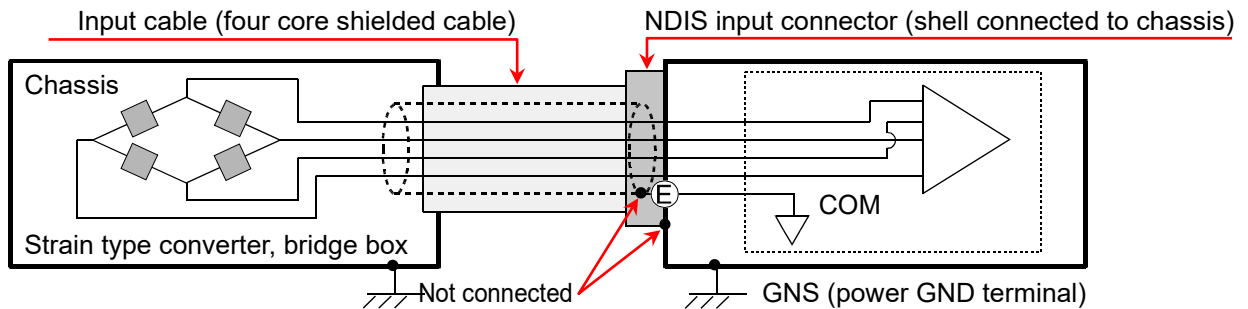 Input cable (four core shielded cable)
NDIS input connector (shell connected to chassis)
Chassis
E
COM
Strain type converter, bridge box
Not connected
GNS (power GND terminal)